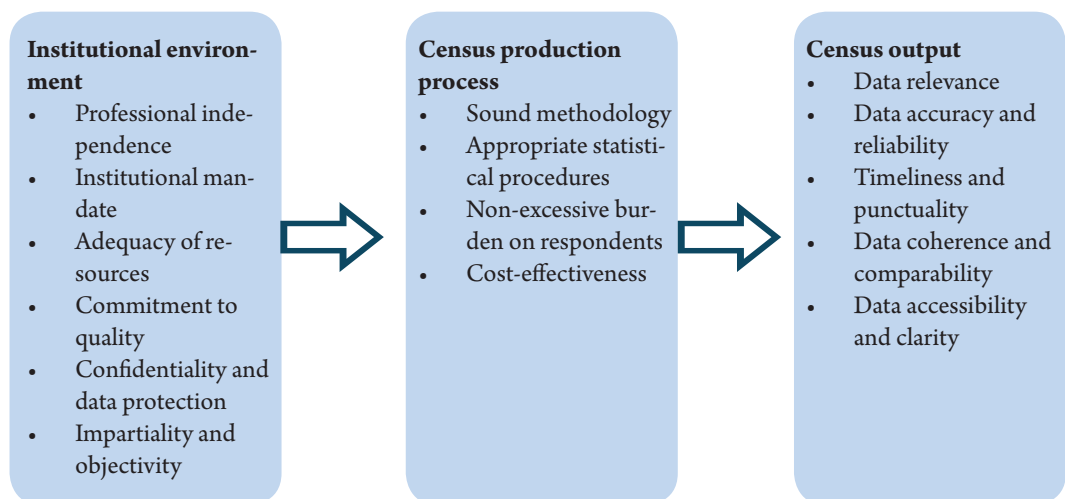 Institutional environ-
ment
• Professional inde-
pendence
• Institutional man-
date
• Adequacy of re-
sources
• Commitment to
quality
• Confidentiality and
data protection
• Impartiality and
objectivity
Census production
process
• Sound methodology
• Appropriate statisti-
cal procedures
• Non-excessive bur-
den on respondents
• Cost-effectiveness
Census output
• Data relevance
• Data accuracy and
reliability
• Timeliness and
punctuality
• Data coherence and
comparability
• Data accessibility
and clarity